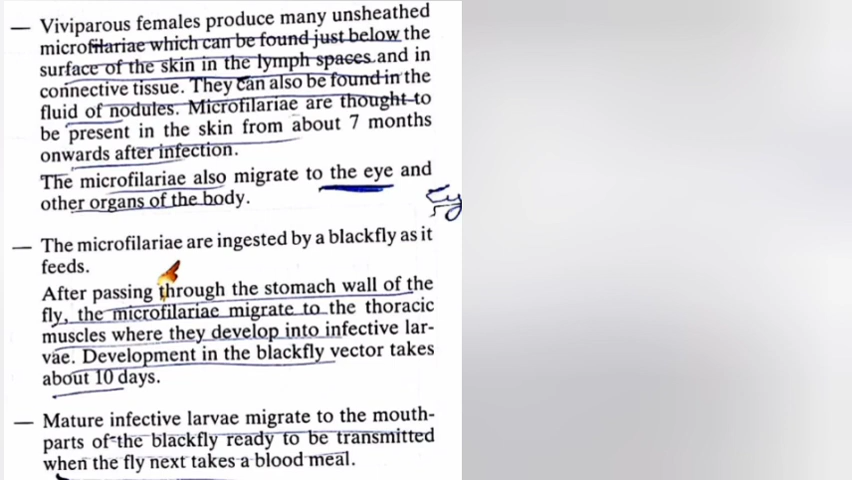 — Viviparous females produce many unsheathed
microfilariae which can be found just below the
surface of the skin in the lymph spaces and in
connective tissue. They can also be found in the
fluid of nodules. Microfilariae are thought to
be present in the skin from about 7 months
onwards after infection.
The microfilariae also migrate to the eye and
other organs of the body.
— The microfilariae are ingested by a blackfly as it
feeds.
After passing through the stomach wall of the
fly, the microfilariae migrate to the thoracic
muscles where they develop into infective lar-
vae. Development in the blackfly vector takes
about 10 days.
— Mature infective larvae migrate to the mouth-
parts of the blackfly ready to be transmitted
when the fly next takes a blood meal.